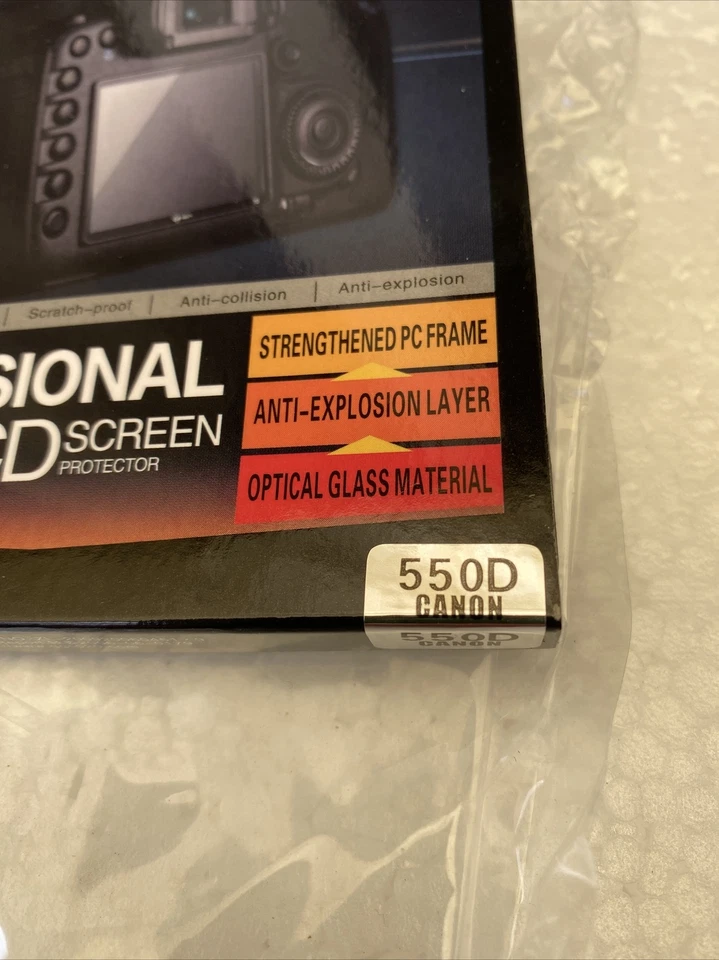 Scratch-proof | Anti-collision | Anti-explosion
STRENGTHENED PC FRAME
ANTI-EXPLOSION LAYER
OPTICAL GLASS MATERIAL
SIONAL
CD SCREEN
PROTECTOR
550D
CANON
550D
CANON